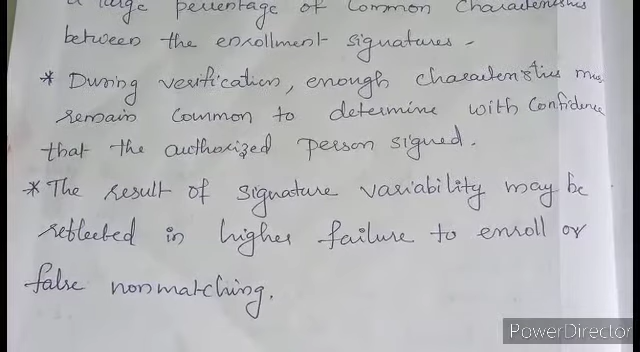 a large percentage of common characteristics
between the enrollment signatures -
* During verification, enough characteristics mus
remain common to determine with confidence
that the authorized person signed.
* The result of signature variability may be
reflected in higher failure to enroll or
false nonmatching.
PowerDirector